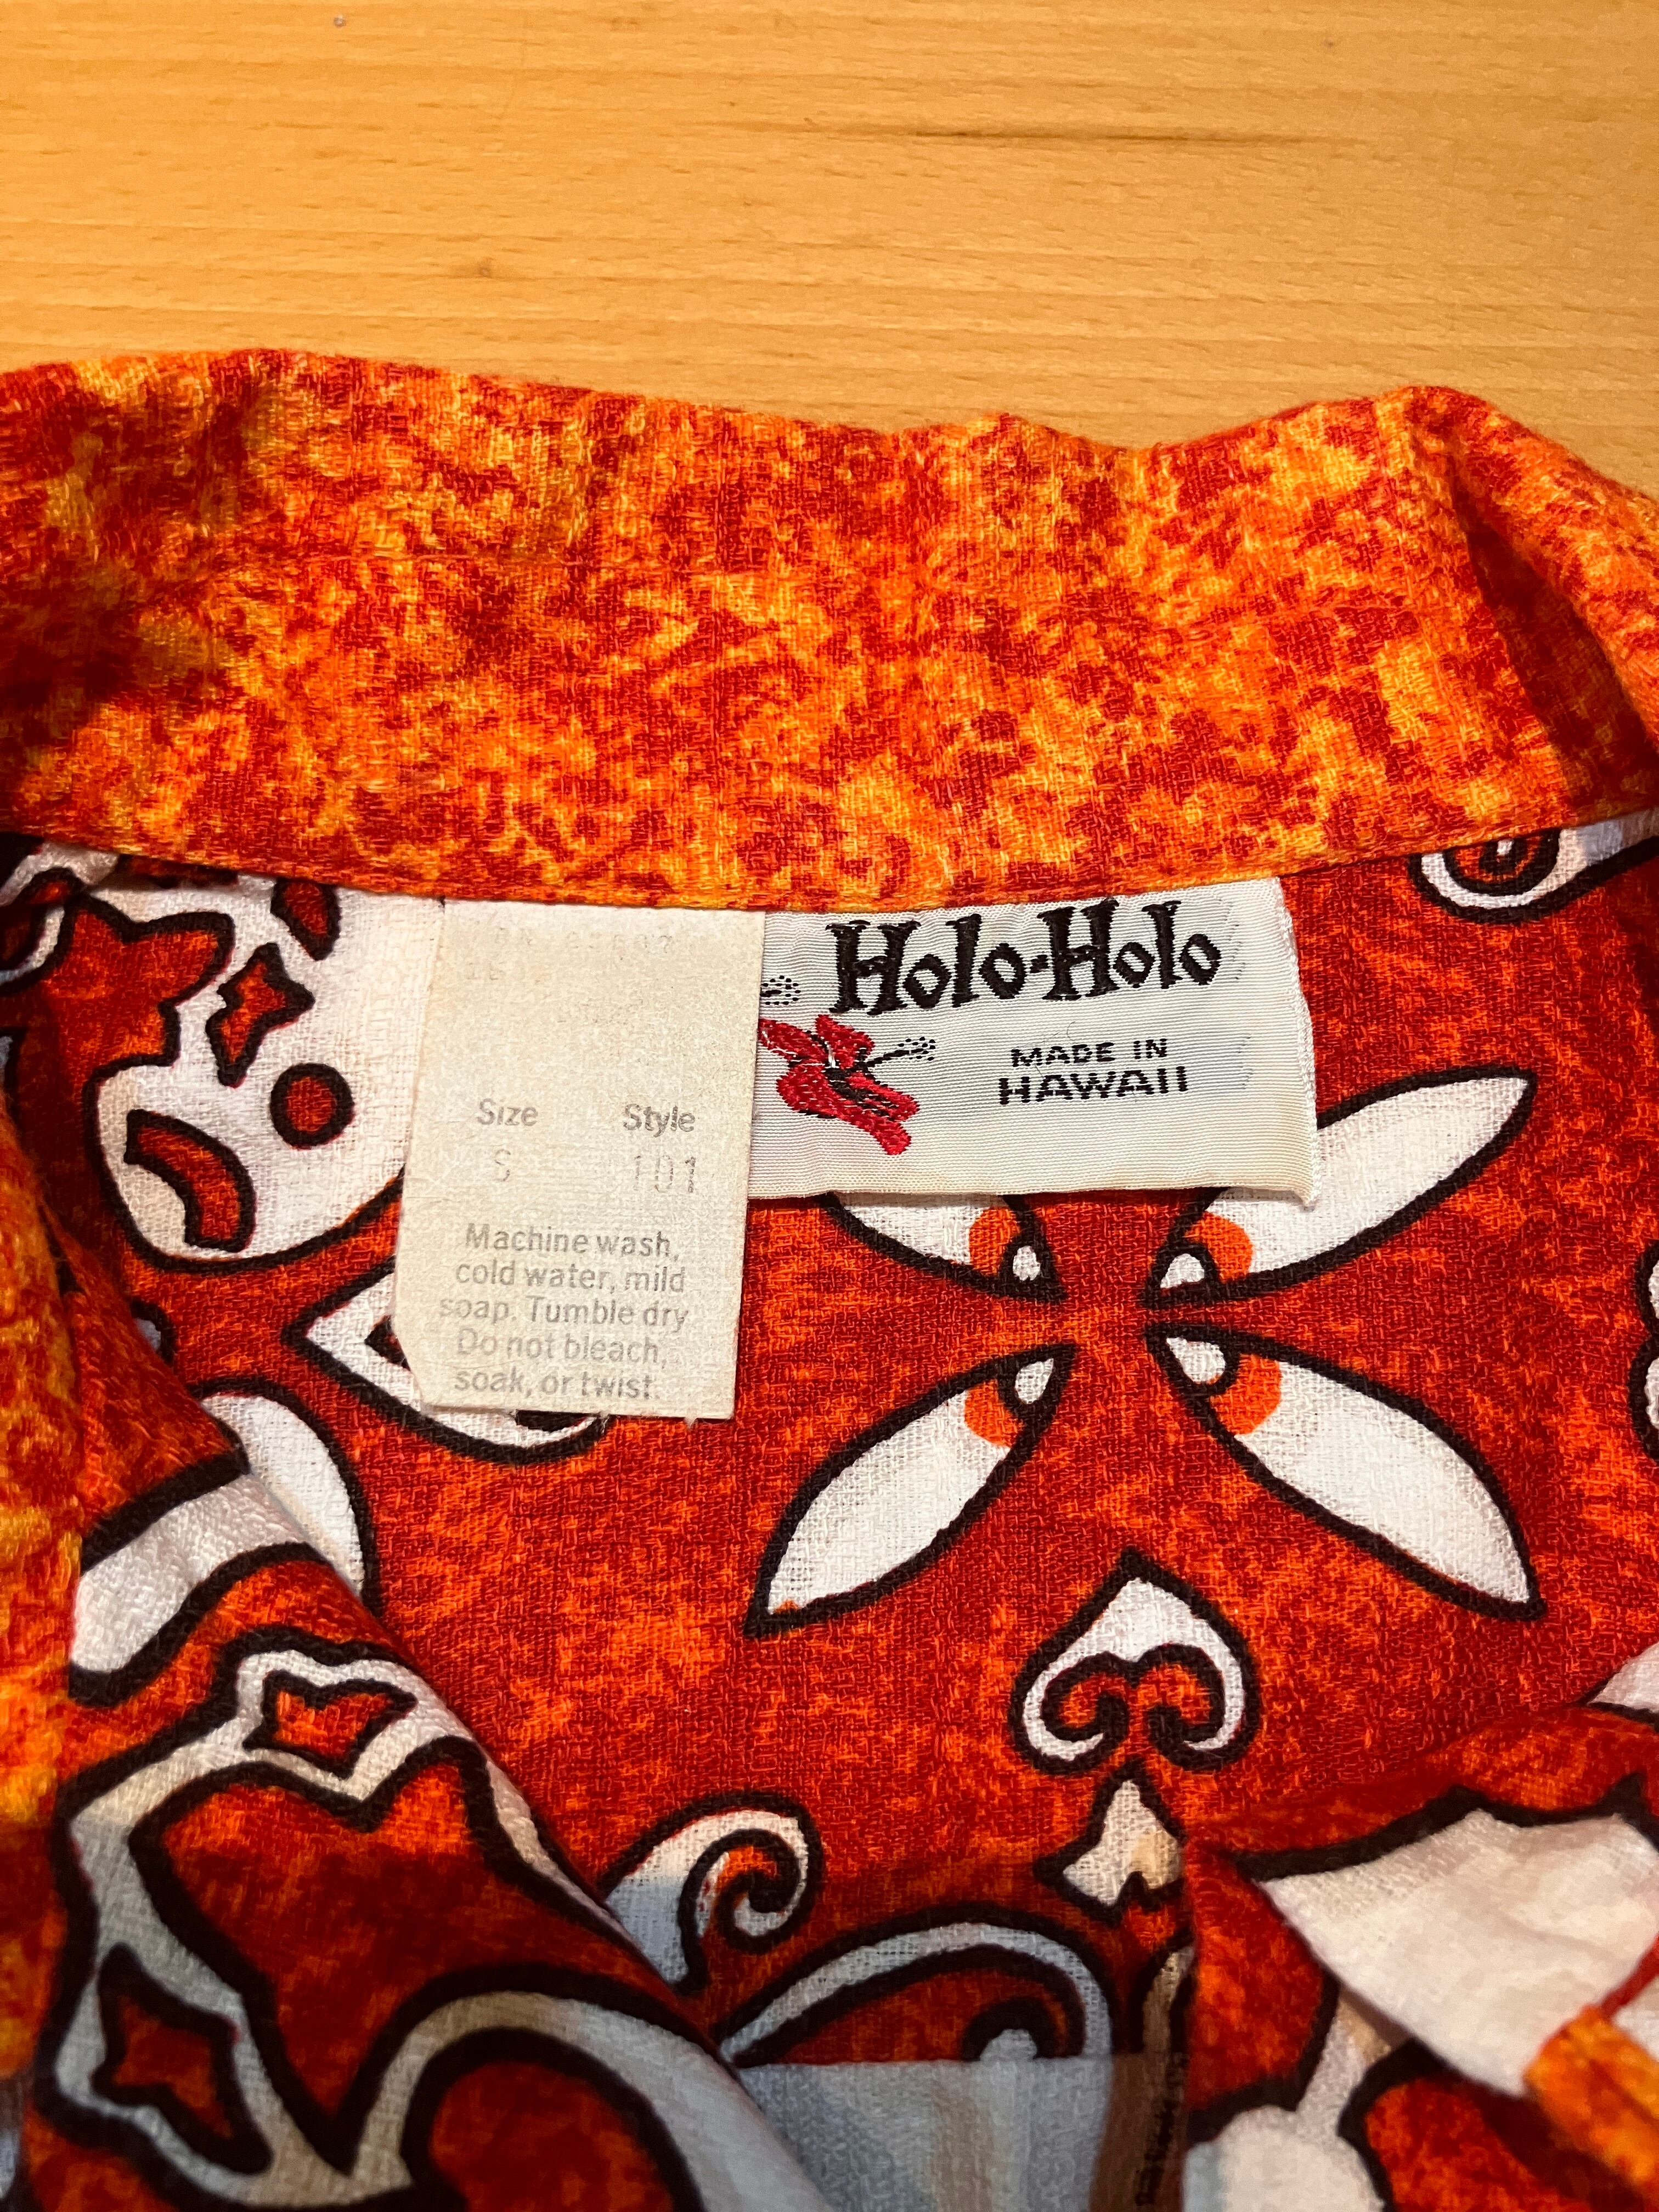 Holo-Holo
MADE IN
HAWAII
Size Style
S 101
Machine wash,
cold water, mild
soap. Tumble dry
Do not bleach,
soak, or twist.